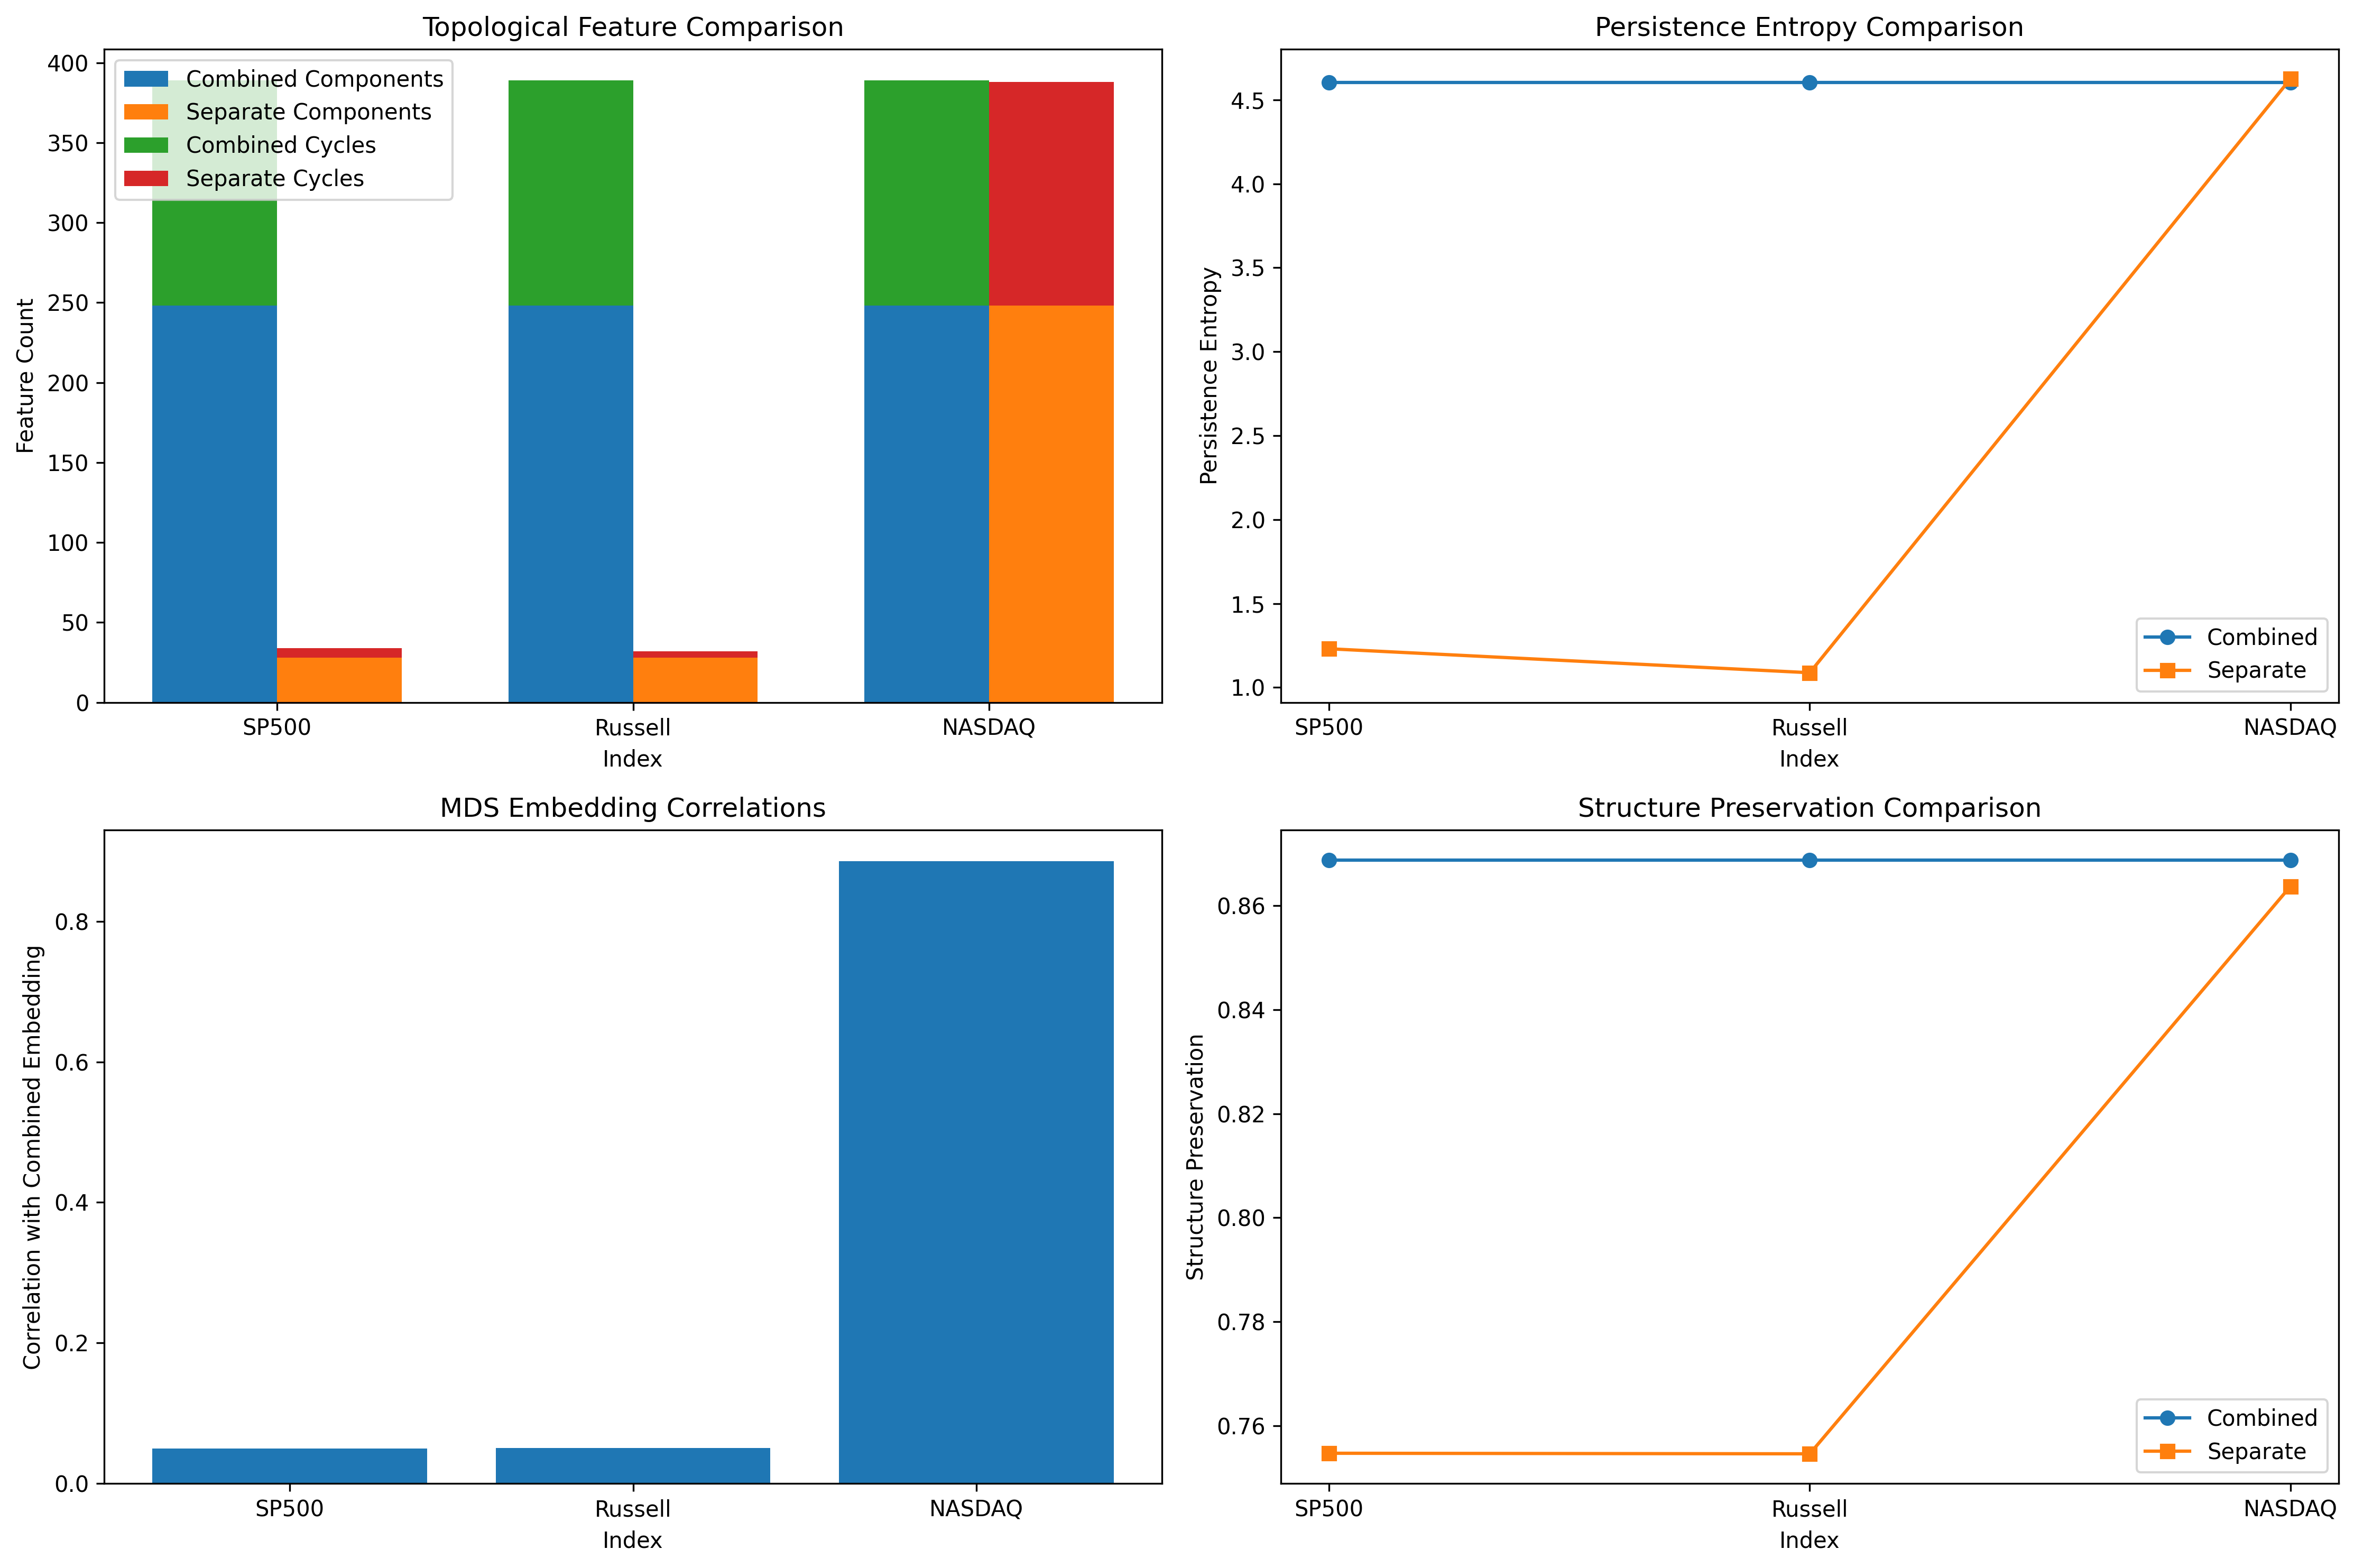 Topological Feature Comparison
Feature Count
400
350
300
250
200
150
100
50
0
Combined Components
Separate Components
Combined Cycles
Separate Cycles
SP500
Russell
NASDAQ
Index
Persistence Entropy Comparison
Persistence Entropy
4.5
4.0
3.5
3.0
2.5
2.0
1.5
1.0
Combined
Separate
SP500
Russell
NASDAQ
Index
MDS Embedding Correlations
Correlation with Combined Embedding
0.8
0.6
0.4
0.2
0.0
SP500
Russell
NASDAQ
Index
Structure Preservation Comparison
Structure Preservation
0.86
0.84
0.82
0.80
0.78
0.76
Combined
Separate
SP500
Russell
NASDAQ
Index